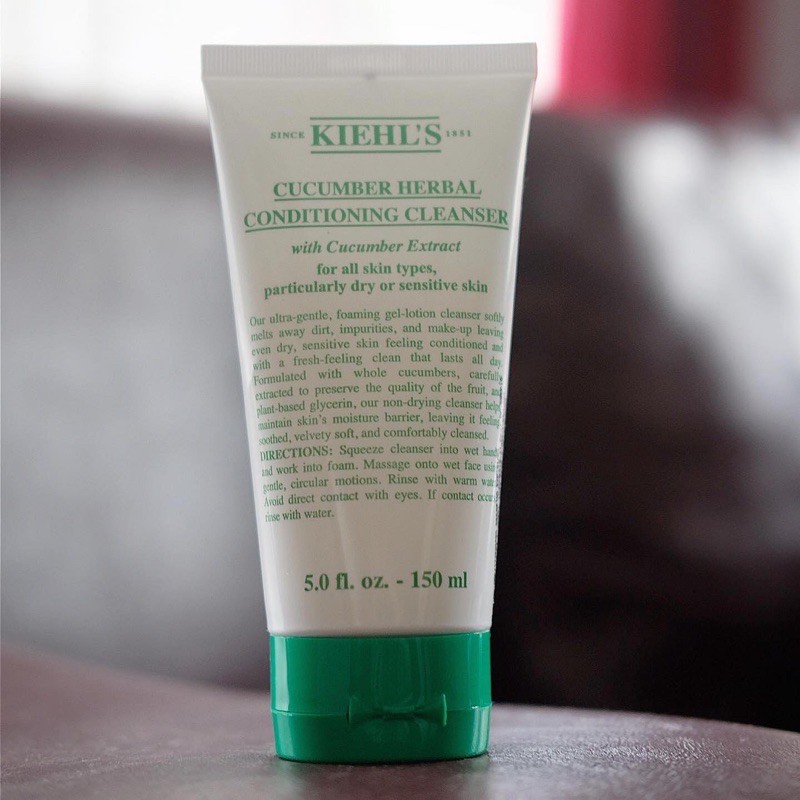 SINCE KIEHL'S 1851
CUCUMBER HERBAL
CONDITIONING CLEANSER
with Cucumber Extract
for all skin types,
particularly dry or sensitive skin
Our ultra-gentle, foaming gel-lotion cleanser softly
melts away dirt, impurities, and make-up leaving
even dry, sensitive skin feeling conditioned and
with a fresh-feeling clean that lasts all day.
Formulated with whole cucumbers, carefully
extracted to preserve the quality of the fruit, and
plant-based glycerin, our non-drying cleanser helps
maintain skin's moisture barrier, leaving it feeling
soothed, velvety soft, and comfortably cleansed.
DIRECTIONS: Squeeze cleanser into wet hands
and work into foam. Massage onto wet face using
gentle, circular motions. Rinse with warm water.
Avoid direct contact with eyes. If contact occurs,
rinse with water.
5.0 fl. oz. - 150 ml